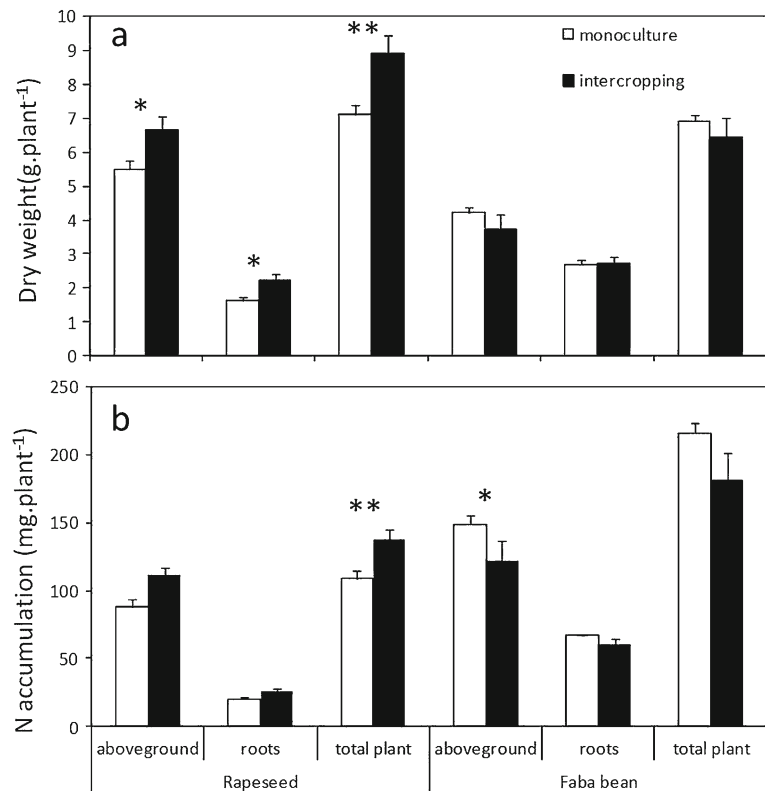 a
monoculture
intercropping
Dry weight(g.plant⁻¹)
10
9
8
7
6
5
4
3
2
1
0
*
*
**
b
N accumulation (mg.plant⁻¹)
250
200
150
100
50
0
**
*
aboveground roots total plant aboveground roots total plant
Rapeseed Faba bean